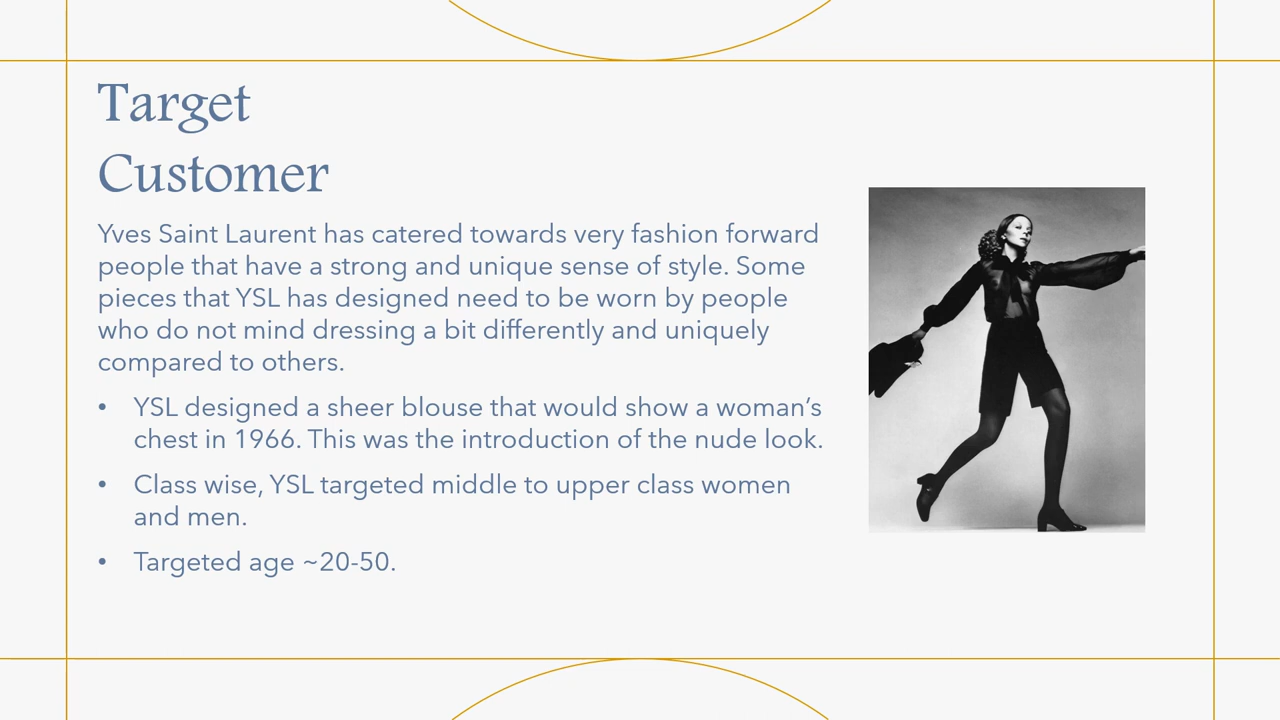 Target
Customer
Yves Saint Laurent has catered towards very fashion forward
people that have a strong and unique sense of style. Some
pieces that YSL has designed need to be worn by people
who do not mind dressing a bit differently and uniquely
compared to others.
• YSL designed a sheer blouse that would show a woman’s
chest in 1966. This was the introduction of the nude look.
• Class wise, YSL targeted middle to upper class women
and men.
• Targeted age ~20-50.